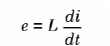 e = L di/dt